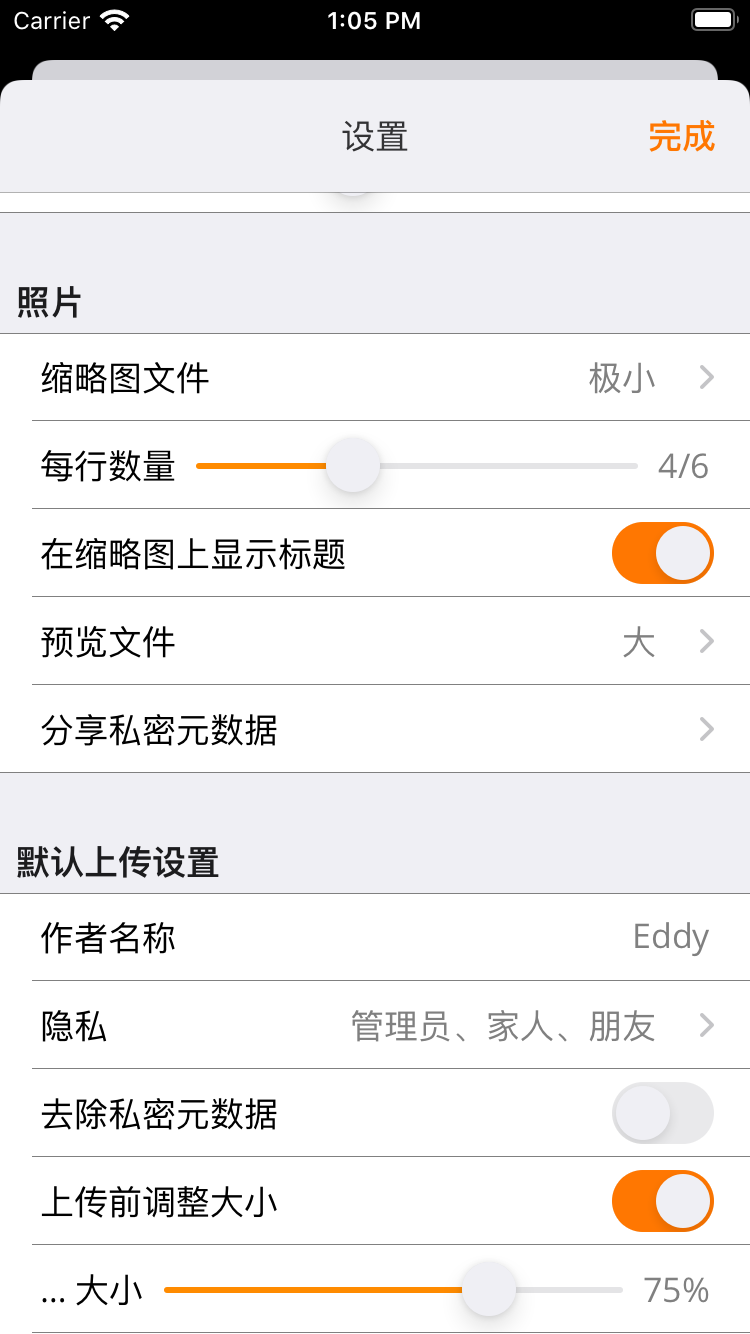 Carrier 1:05 PM
设置 完成
照片
缩略图文件 极小
每行数量 4/6
在缩略图上显示标题
预览文件 大
分享私密元数据
默认上传设置
作者名称 Eddy
隐私 管理员、家人、朋友
去除私密元数据
上传前调整大小
... 大小 75%